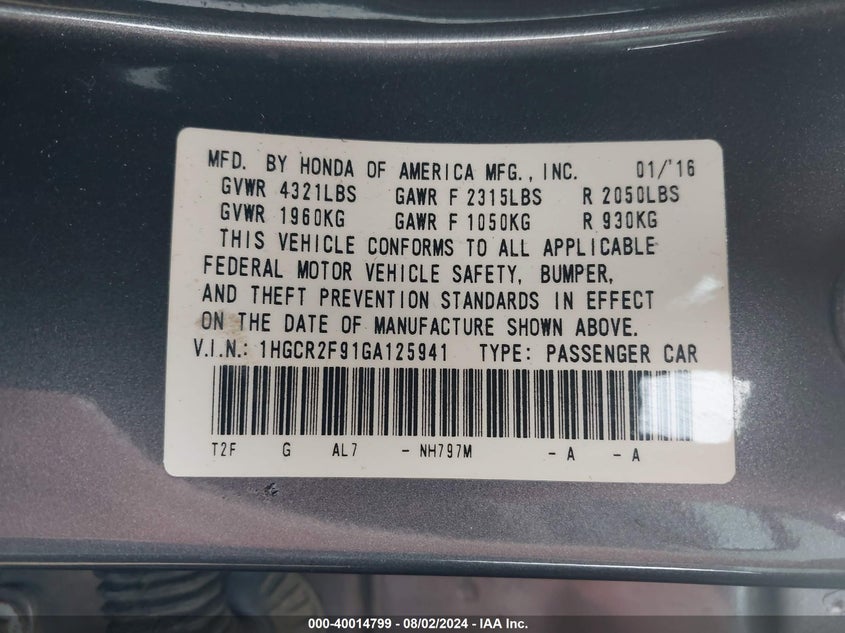 MFD. BY HONDA OF AMERICA MFG., INC. 01/'16
GVWR 4321LBS GAWR F 2315LBS R 2050LBS
GVWR 1960KG GAWR F 1050KG R 930KG
THIS VEHICLE CONFORMS TO ALL APPLICABLE
FEDERAL MOTOR VEHICLE SAFETY, BUMPER,
AND THEFT PREVENTION STANDARDS IN EFFECT
ON THE DATE OF MANUFACTURE SHOWN ABOVE.
V.I.N.: 1HGCR2F91GA125941 TYPE: PASSENGER CAR
T2F G AL7 - NH797M - A - A
000-40014799 - 08/02/2024 - IAA Inc.